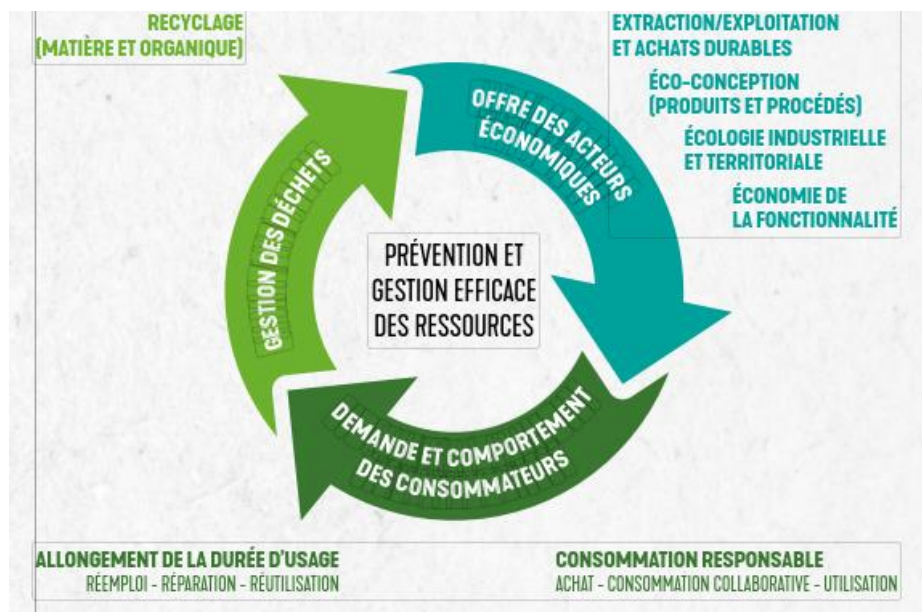 RECYCLAGE
(MATIÈRE ET ORGANIQUE)
EXTRACTION/EXPLOITATION
ET ACHATS DURABLES
ÉCO-CONCEPTION
(PRODUITS ET PROCÉDÉS)
ÉCOLOGIE INDUSTRIELLE
ET TERRITORIALE
ÉCONOMIE DE
LA FONCTIONNALITÉ
OFFRE DES ACTEURS
ÉCONOMIQUES
GESTION DES DÉCHETS
PRÉVENTION ET
GESTION EFFICACE
DES RESSOURCES
DEMANDE ET COMPORTEMENT
DES CONSOMMATEURS
ALLONGEMENT DE LA DURÉE D'USAGE
RÉEMPLOI - RÉPARATION - RÉUTILISATION
CONSOMMATION RESPONSABLE
ACHAT - CONSOMMATION COLLABORATIVE - UTILISATION